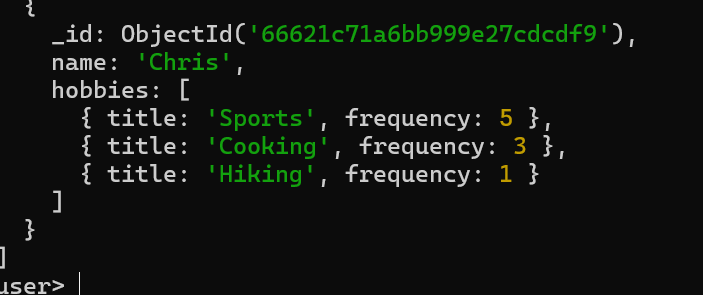 {
_id: ObjectId('66621c71a6bb999e27cdcdf9'),
name: 'Chris',
hobbies: [
{ title: 'Sports', frequency: 5 },
{ title: 'Cooking', frequency: 3 },
{ title: 'Hiking', frequency: 1 }
]
}
]
user>